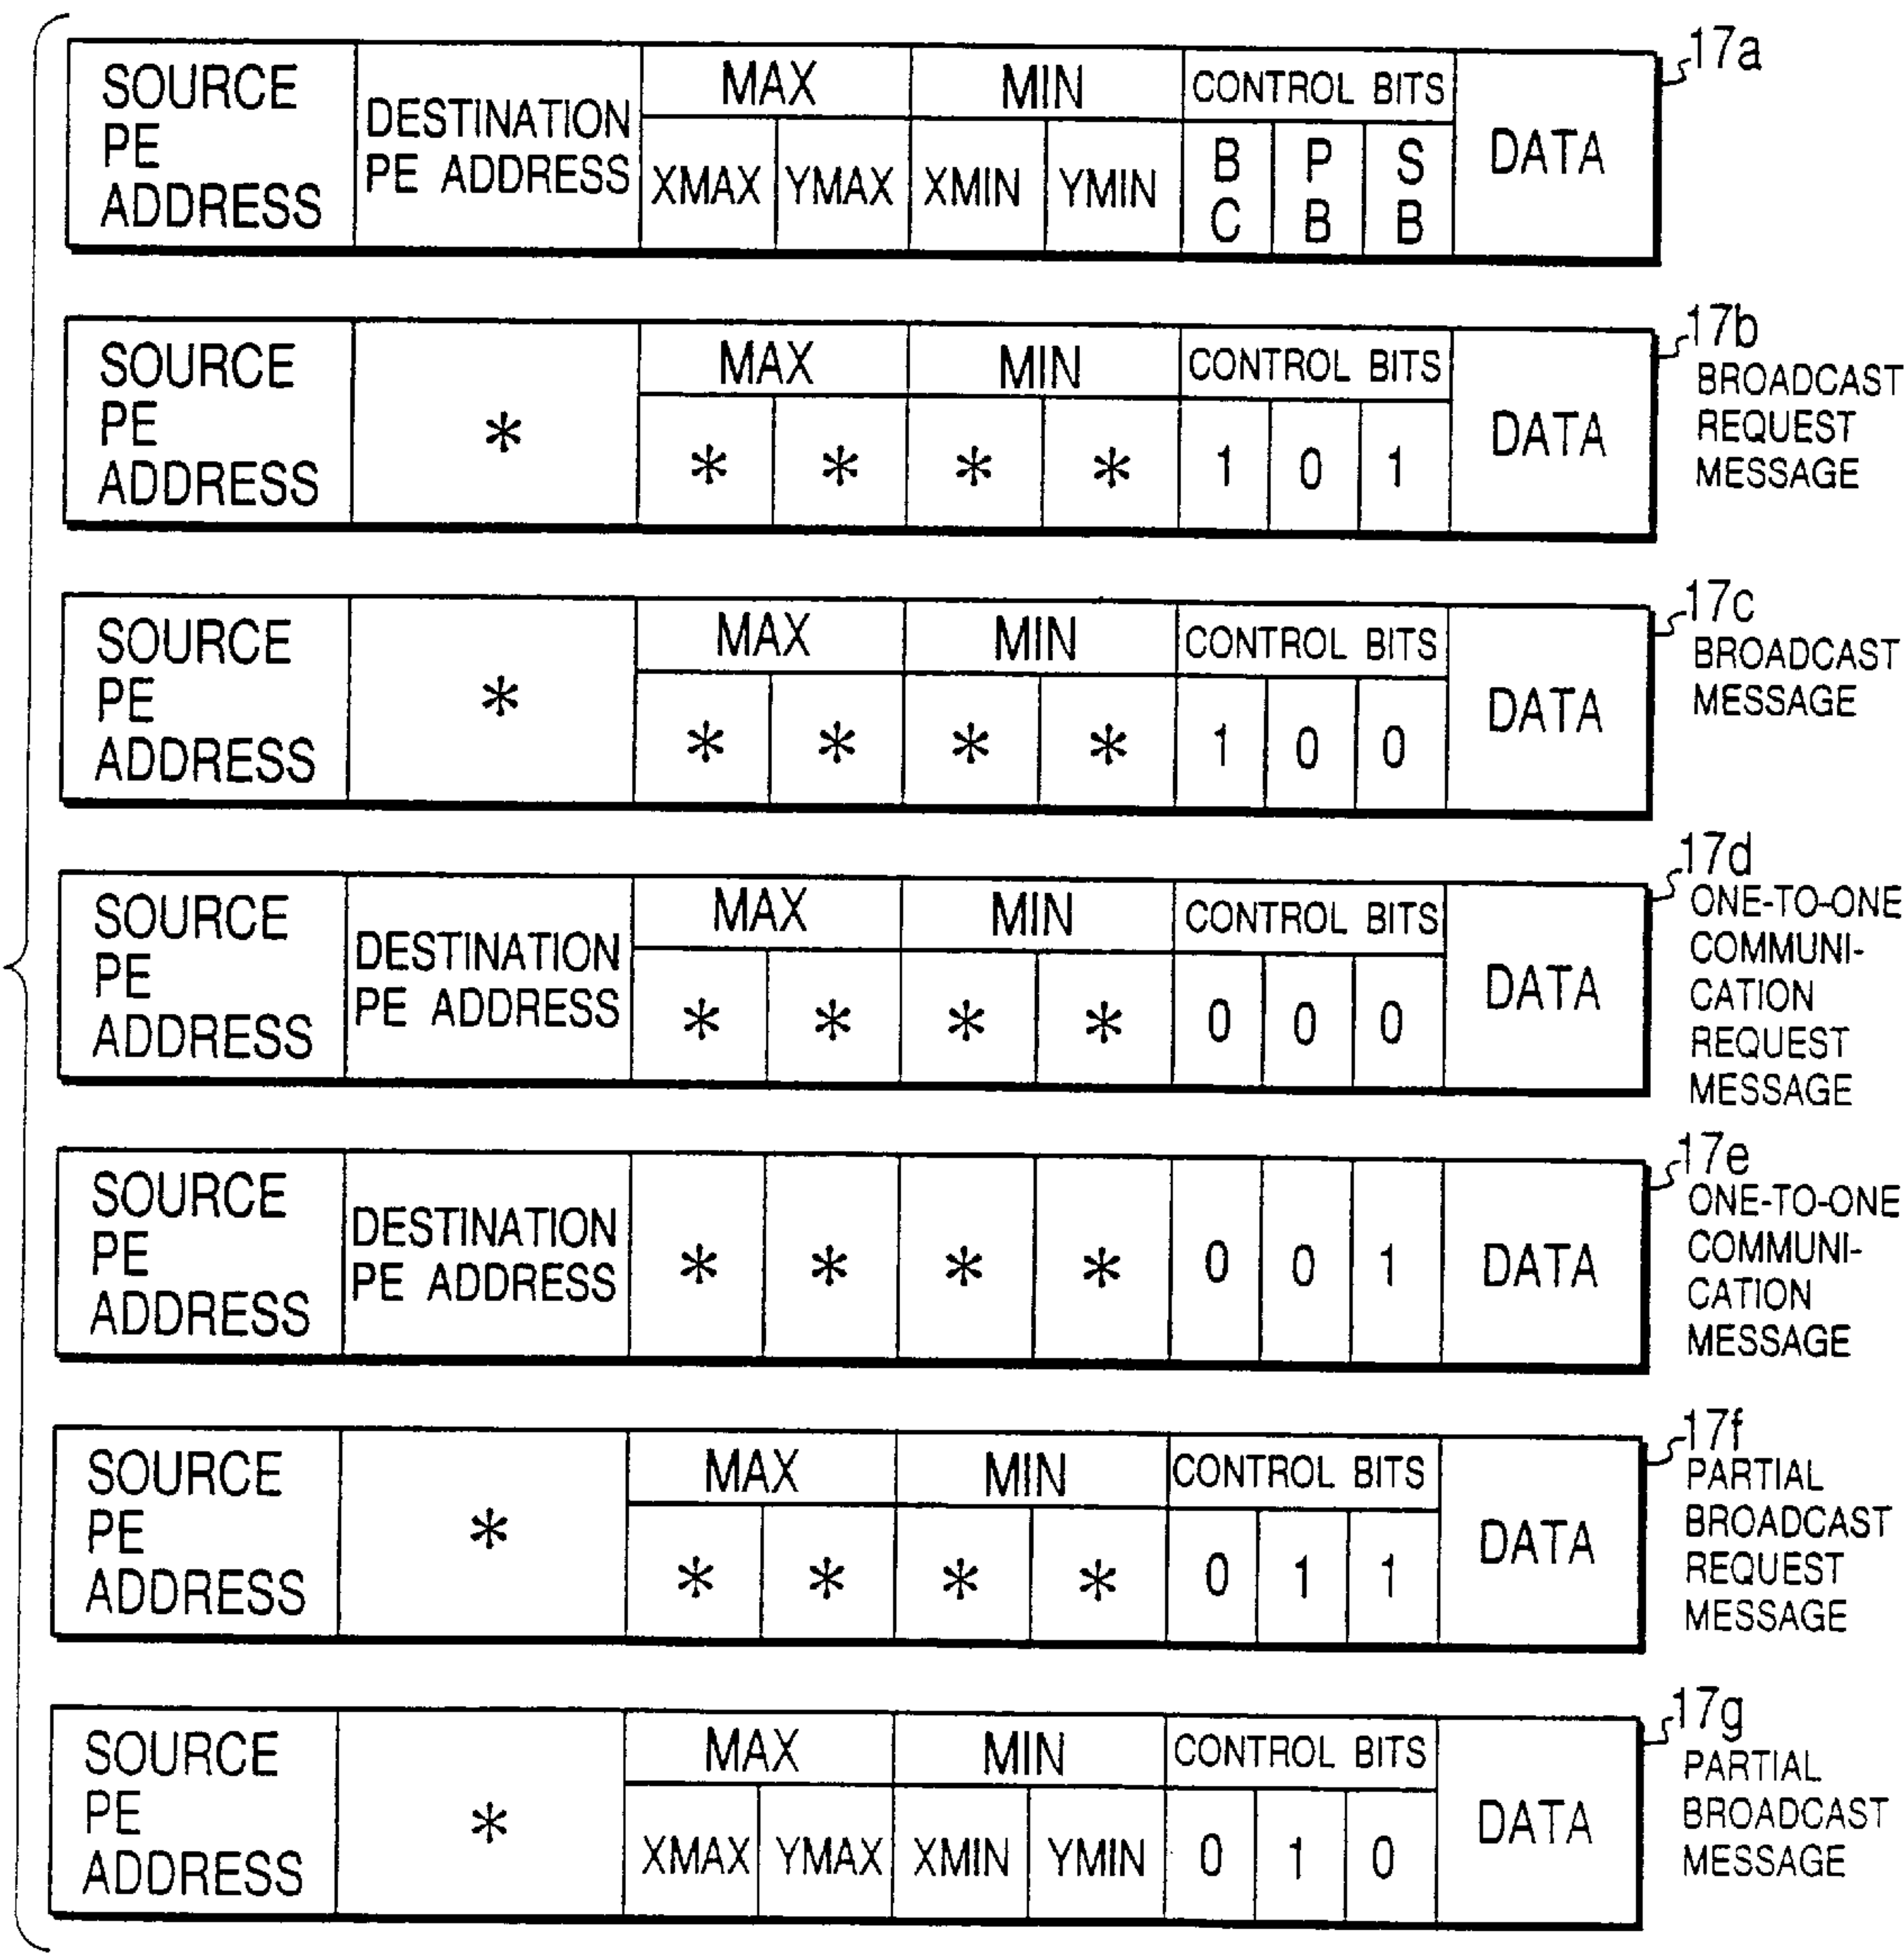 17a
SOURCE
PE
ADDRESS
DESTINATION
PE ADDRESS
MAX
MIN
CONTROL BITS
XMAX YMAX XMIN YMIN
B
C
P
B
S
B
DATA
17b
BROADCAST
REQUEST
MESSAGE
SOURCE
PE
ADDRESS
*
MAX
MIN
CONTROL BITS
* * * * 1 0 1
DATA
17c
BROADCAST
MESSAGE
SOURCE
PE
ADDRESS
*
MAX
MIN
CONTROL BITS
* * * * 1 0 0
DATA
17d
ONE-TO-ONE
COMMUNI-
CATION
REQUEST
MESSAGE
SOURCE
PE
ADDRESS
DESTINATION
PE ADDRESS
MAX
MIN
CONTROL BITS
* * * * 0 0 0
DATA
17e
ONE-TO-ONE
COMMUNI-
CATION
MESSAGE
SOURCE
PE
ADDRESS
DESTINATION
PE ADDRESS
* * * * 0 0 1
DATA
17f
PARTIAL
BROADCAST
REQUEST
MESSAGE
SOURCE
PE
ADDRESS
*
MAX
MIN
CONTROL BITS
* * * * 0 1 1
DATA
17g
PARTIAL
BROADCAST
MESSAGE
SOURCE
PE
ADDRESS
*
MAX
MIN
CONTROL BITS
XMAX YMAX XMIN YMIN 0 1 0
DATA